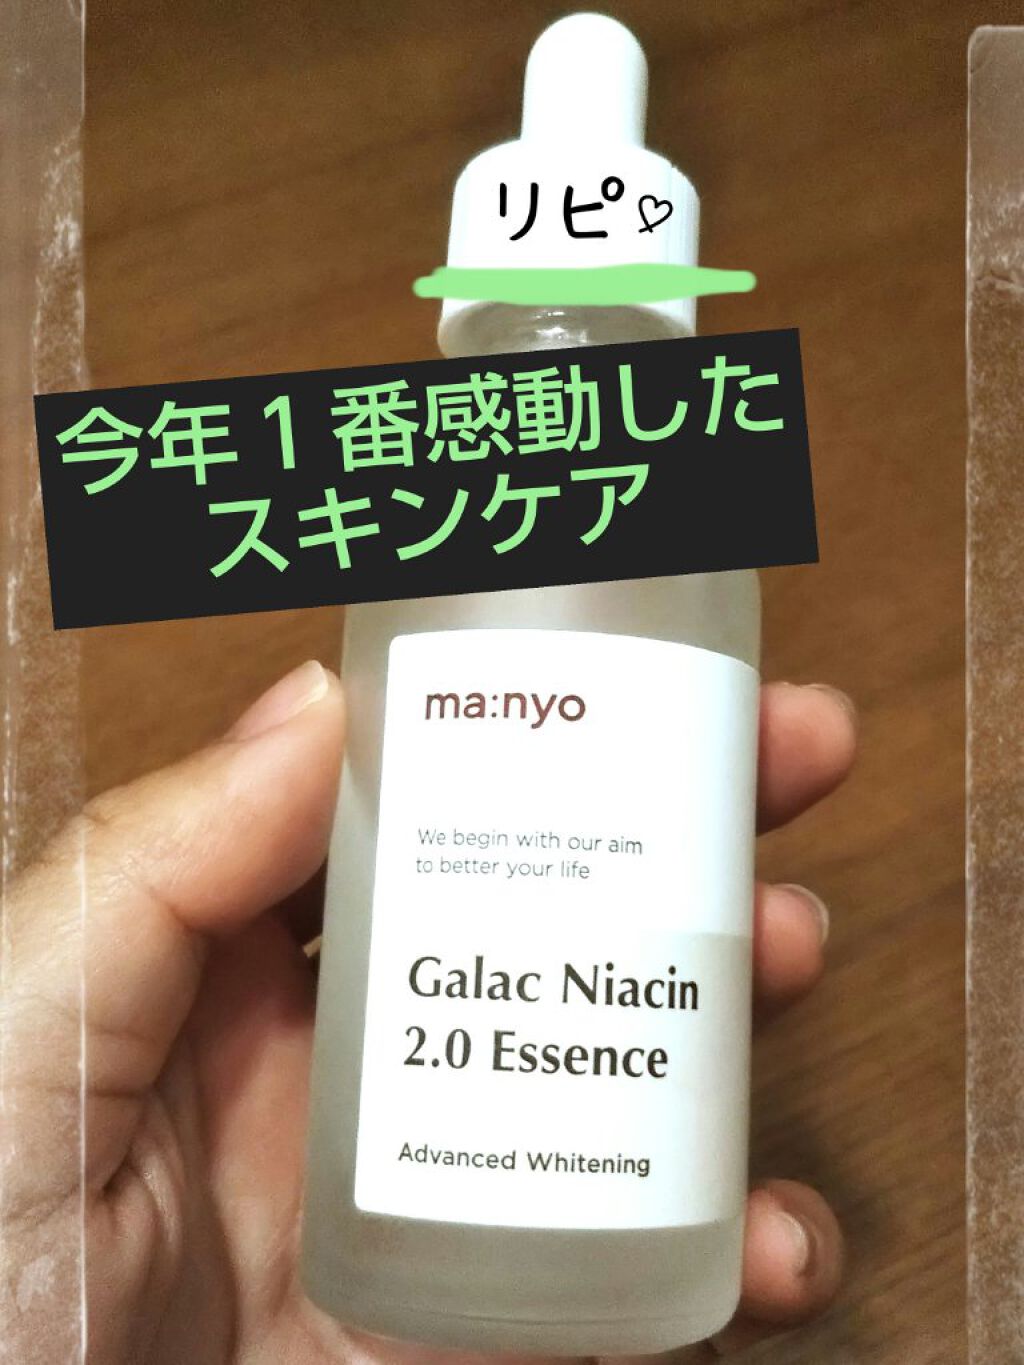 リピ♡
今年1番感動した
スキンケア
ma:nyo
We begin with our aim
to better your life
Galac Niacin
2.0 Essence
Advanced Whitening